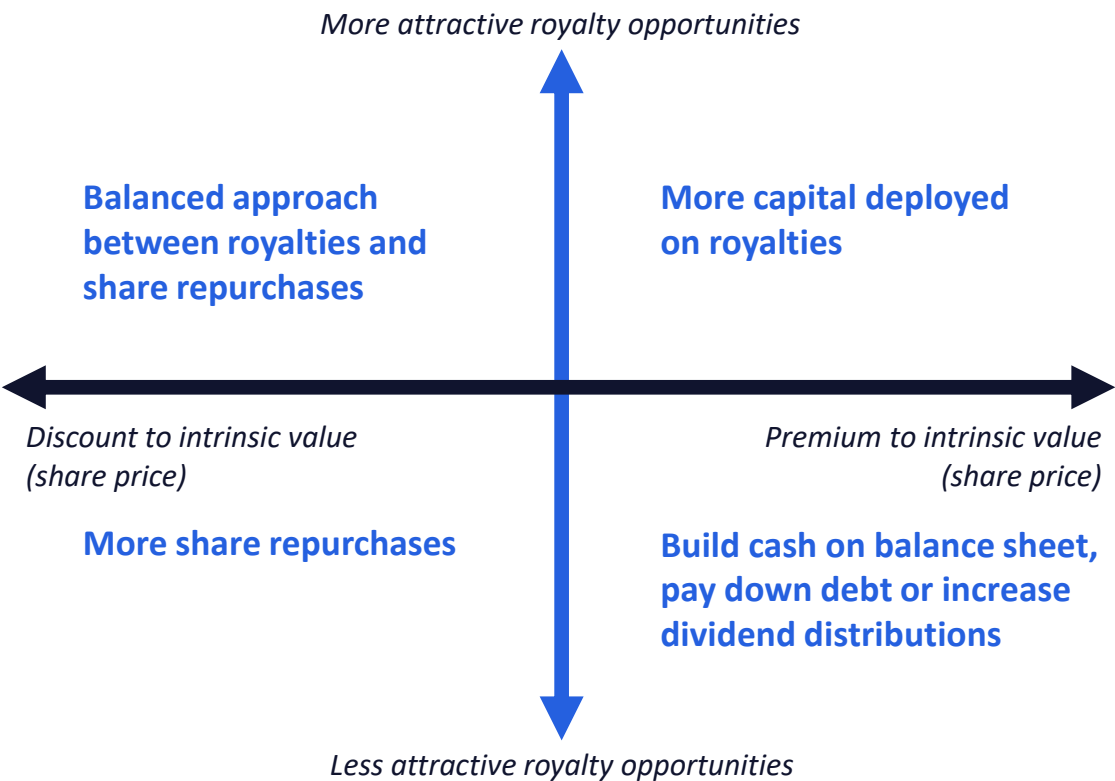 More attractive royalty opportunities
Balanced approach
between royalties and
share repurchases
More capital deployed
on royalties
Discount to intrinsic value
(share price)
Premium to intrinsic value
(share price)
More share repurchases
Build cash on balance sheet,
pay down debt or increase
dividend distributions
Less attractive royalty opportunities